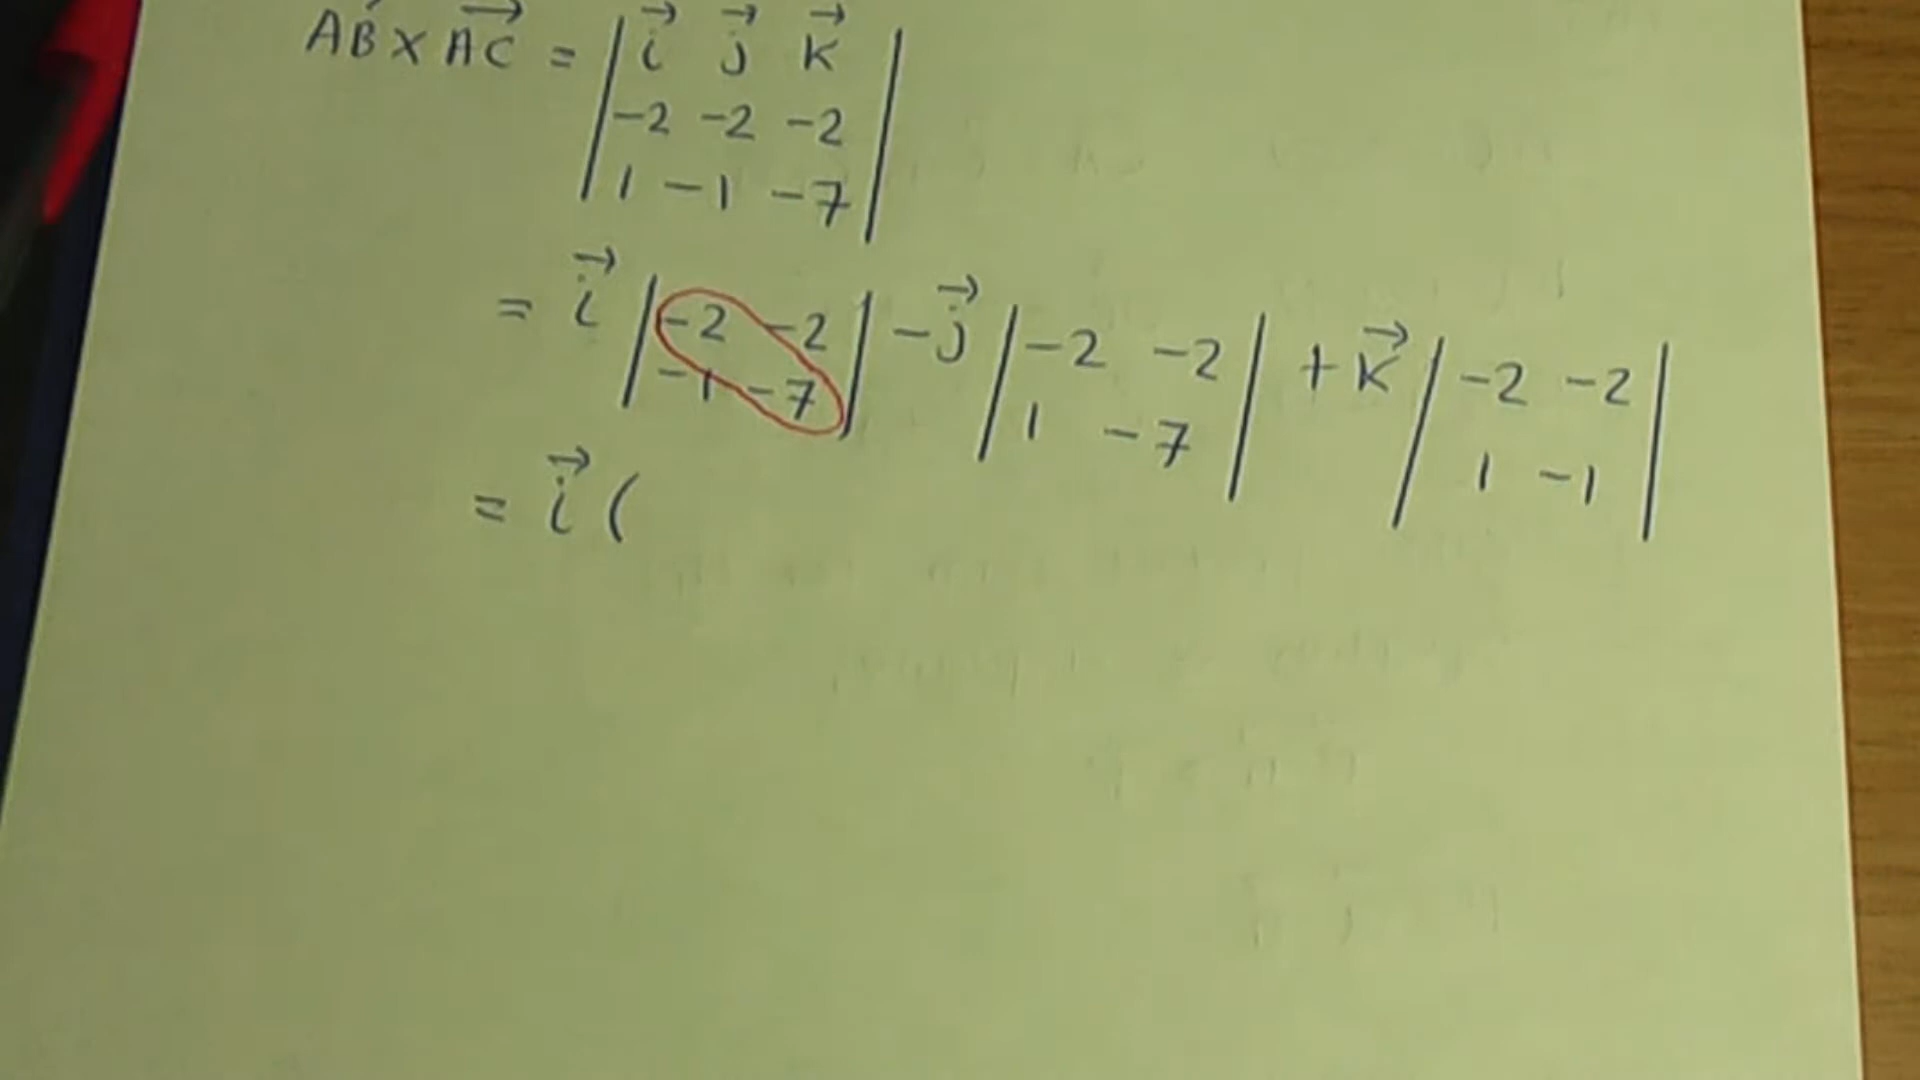 AB⃗ × AC⃗ = | i⃗ j⃗ k⃗ |
| -2 -2 -2 |
| 1 -1 -7 |
= i⃗ | -2 -2 | - j⃗ | -2 -2 | + k⃗ | -2 -2 |
| -1 -7 | | 1 -7 | | 1 -1 |
= i⃗ (